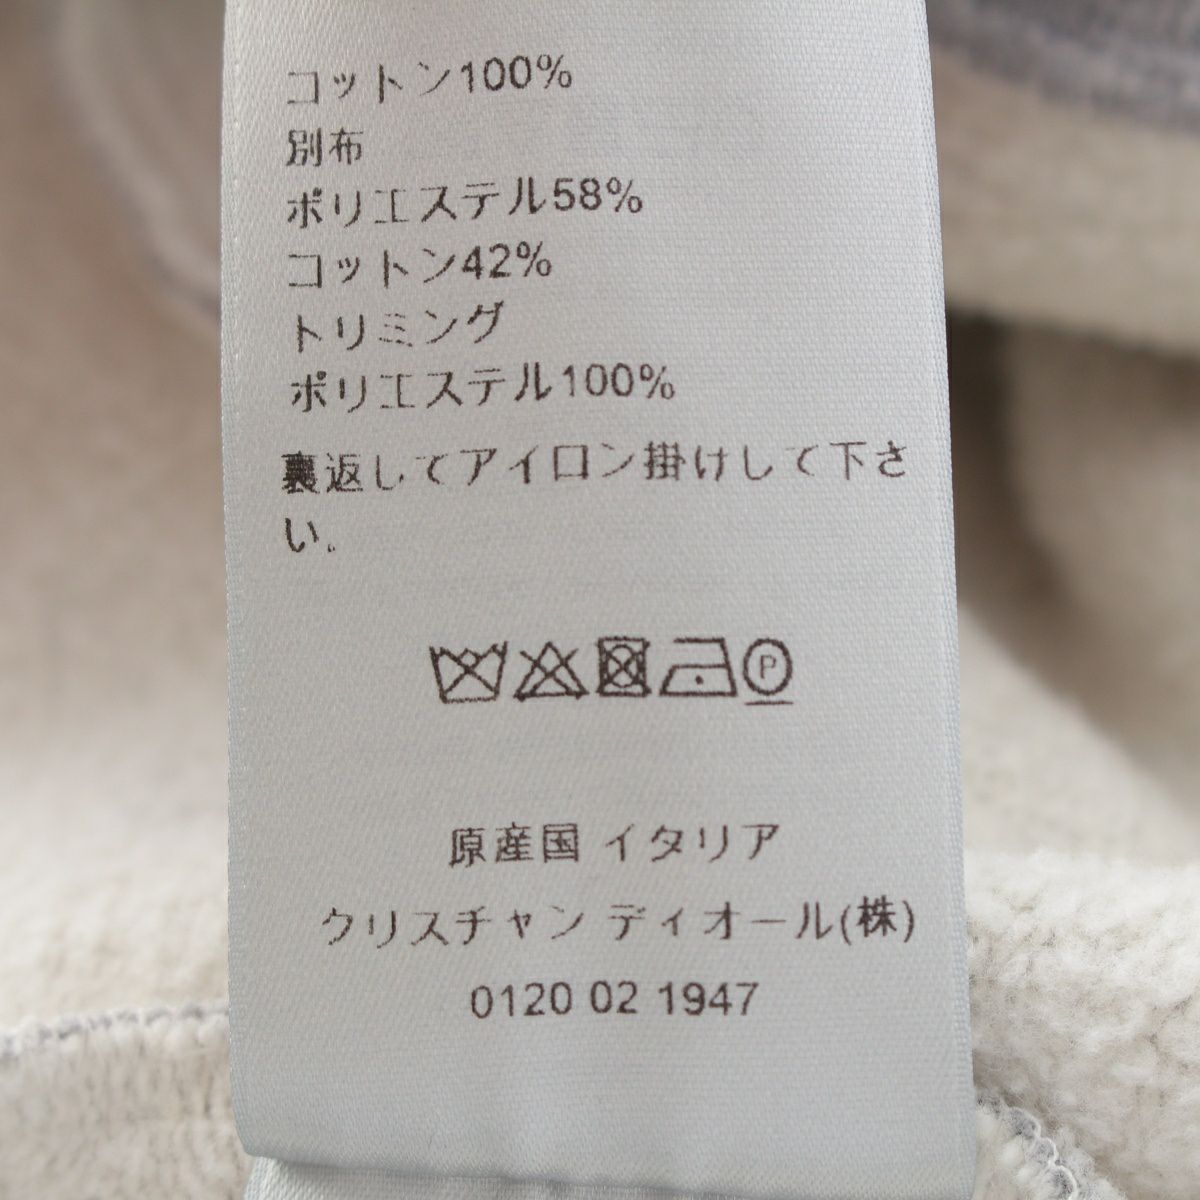 コットン100%
別布
ポリエステル58%
コットン42%
トリミング
ポリエステル100%
裏返してアイロン掛けして下さ
い.
P
原産国 イタリア
クリスチャン ディオール(株)
0120 02 1947